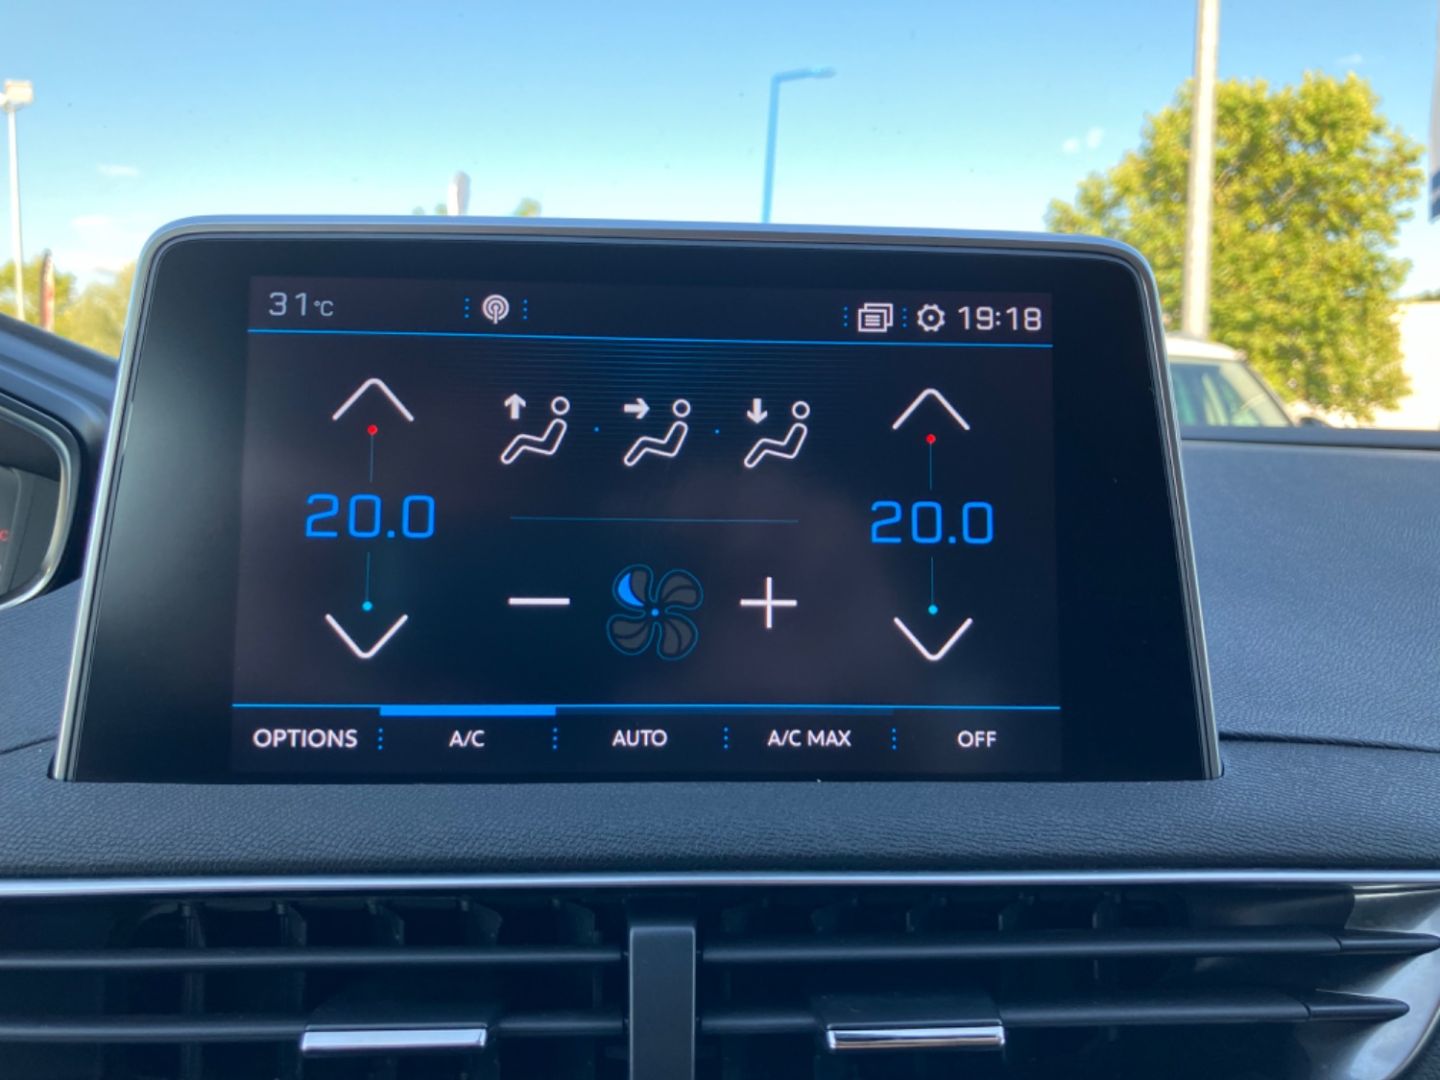 31°C 19:18
20.0 20.0
OPTIONS A/C AUTO A/C MAX OFF